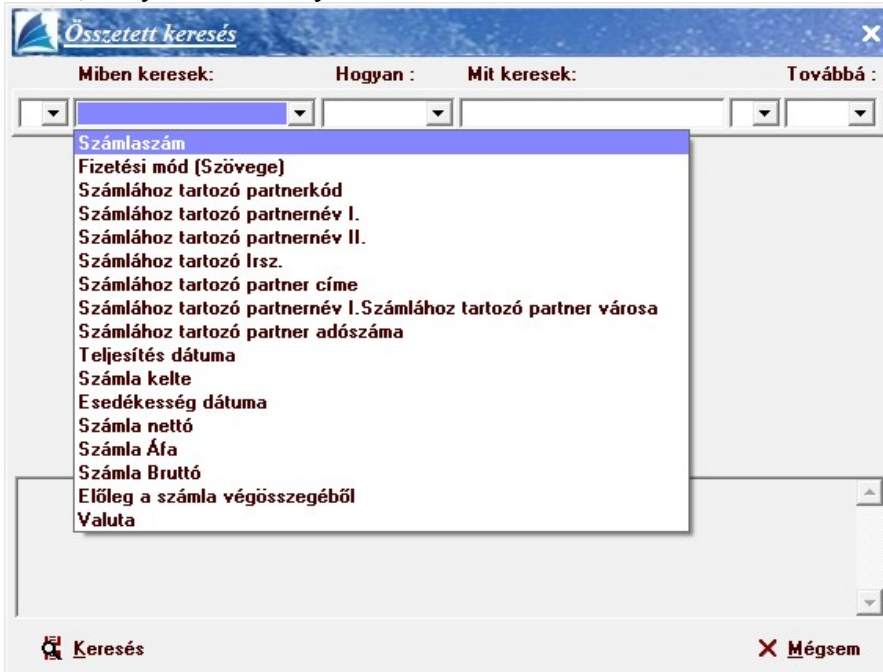 Összetett keresés
Miben keresek: Hogyan : Mit keresek: Továbbá :
Számlaszám
Fizetési mód (Szövege)
Számlához tartozó partnerkód
Számlához tartozó partnernév I.
Számlához tartozó partnernév II.
Számlához tartozó Irsz.
Számlához tartozó partner címe
Számlához tartozó partnernév I.Számlához tartozó partner városa
Számlához tartozó partner adószáma
Teljesítés dátuma
Számla kelte
Esedékesség dátuma
Számla nettó
Számla Áfa
Számla Bruttó
Előleg a számla végösszegéből
Valuta
Keresés Mégsem